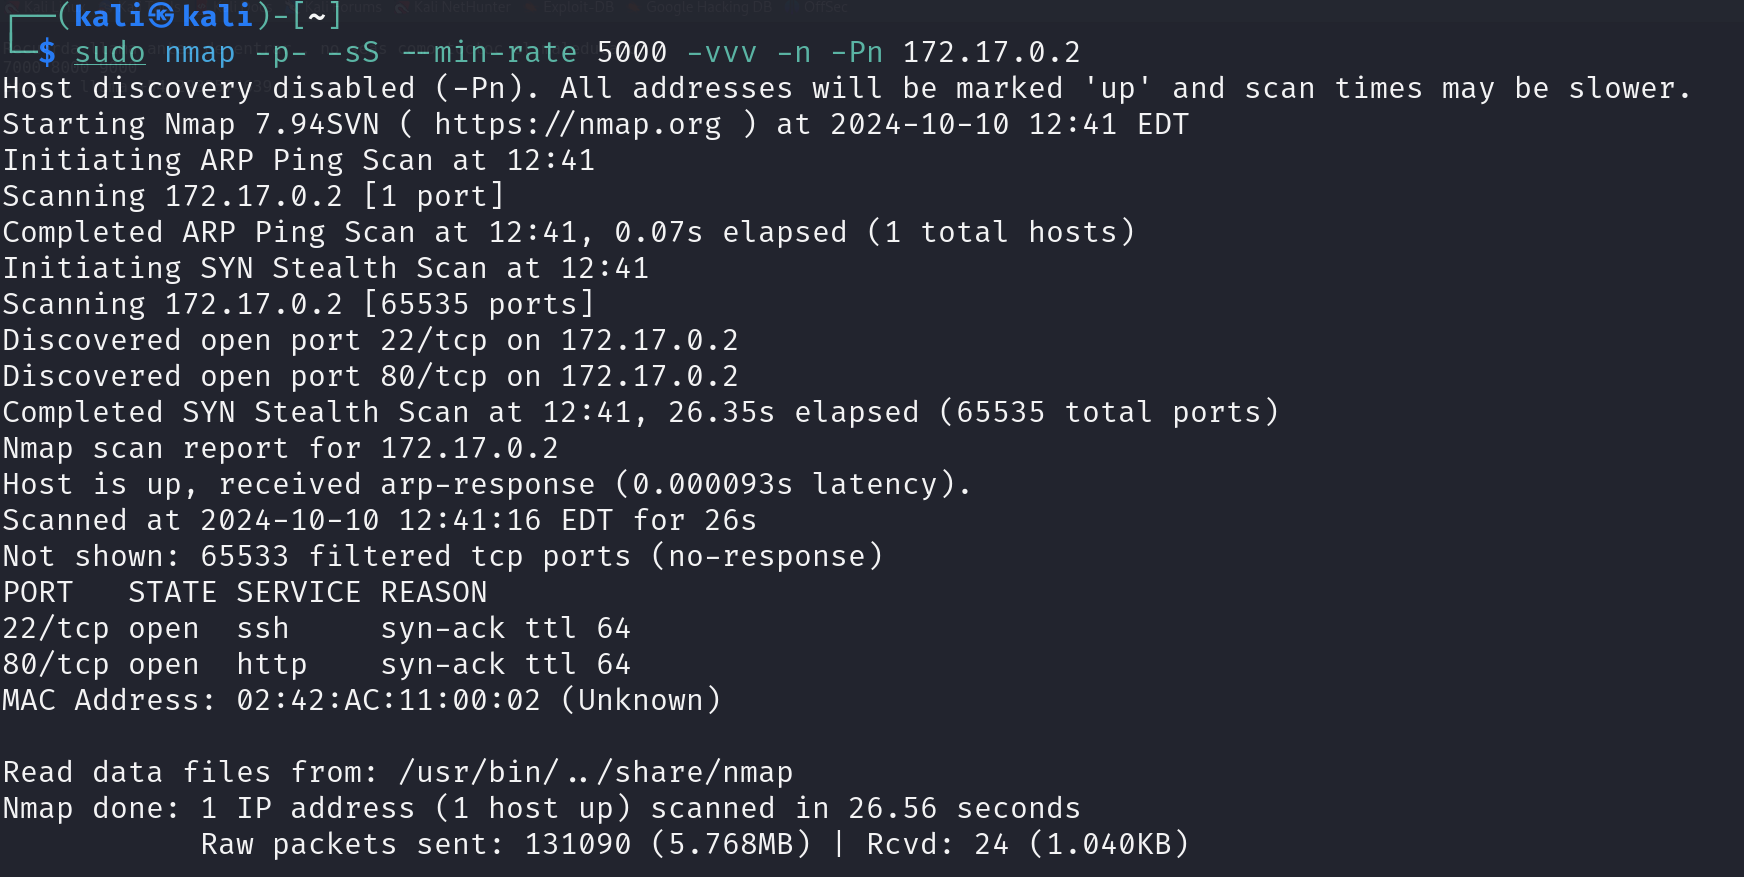 Kali Forums Kali NetHunter Exploit-DB Google Hacking DB OffSec
┌──(kali㉿kali)-[~]
└─$ sudo nmap -p- -sS --min-rate 5000 -vvv -n -Pn 172.17.0.2
Host discovery disabled (-Pn). All addresses will be marked 'up' and scan times may be slower.
Starting Nmap 7.94SVN ( https://nmap.org ) at 2024-10-10 12:41 EDT
Initiating ARP Ping Scan at 12:41
Scanning 172.17.0.2 [1 port]
Completed ARP Ping Scan at 12:41, 0.07s elapsed (1 total hosts)
Initiating SYN Stealth Scan at 12:41
Scanning 172.17.0.2 [65535 ports]
Discovered open port 22/tcp on 172.17.0.2
Discovered open port 80/tcp on 172.17.0.2
Completed SYN Stealth Scan at 12:41, 26.35s elapsed (65535 total ports)
Nmap scan report for 172.17.0.2
Host is up, received arp-response (0.000093s latency).
Scanned at 2024-10-10 12:41:16 EDT for 26s
Not shown: 65533 filtered tcp ports (no-response)
PORT   STATE SERVICE REASON
22/tcp open  ssh     syn-ack ttl 64
80/tcp open  http    syn-ack ttl 64
MAC Address: 02:42:AC:11:00:02 (Unknown)
Read data files from: /usr/bin/../share/nmap
Nmap done: 1 IP address (1 host up) scanned in 26.56 seconds
Raw packets sent: 131090 (5.768MB) | Rcvd: 24 (1.040KB)